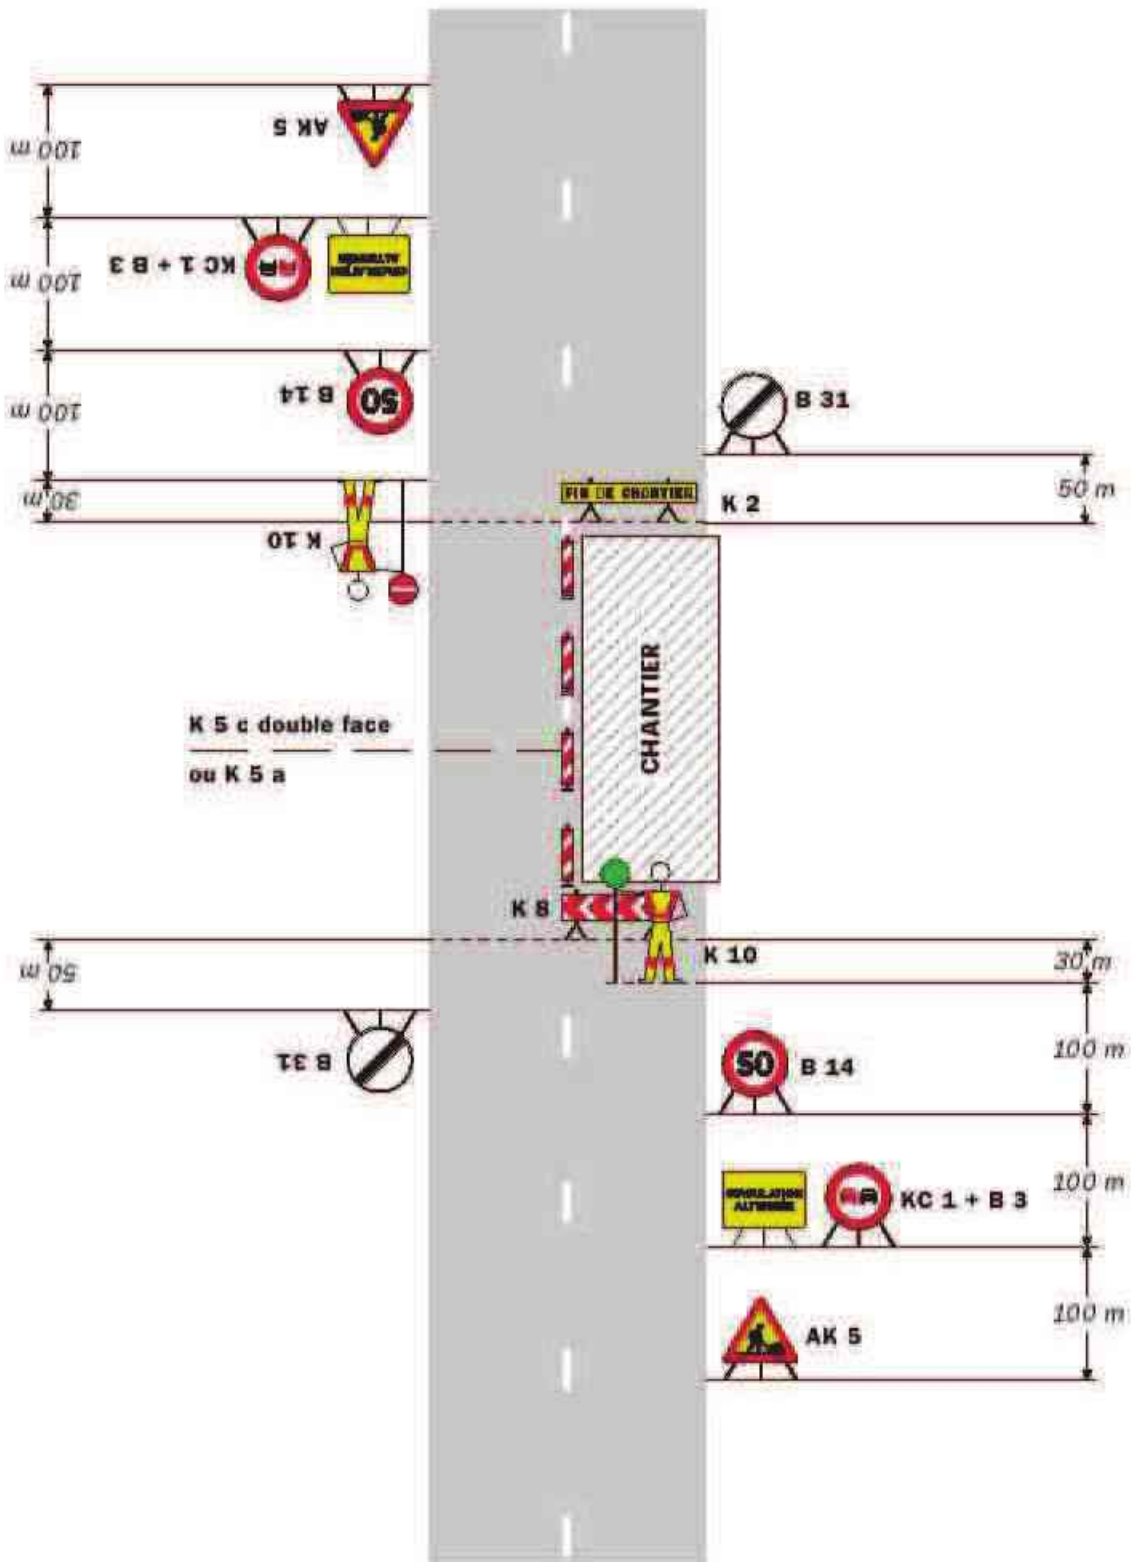 AK 5
100 m
KC 1 + B 3
100 m
B 14
50
100 m
B 31
30 m
50 m
FIN DE CHANTIER
K 2
K 10
CHANTIER
K 5 c double face
ou K 5 a
K 8
K 10
30 m
50 m
B 31
50
B 14
100 m
CIRCULATION
ALTERNÉE
KC 1 + B 3
100 m
AK 5
100 m